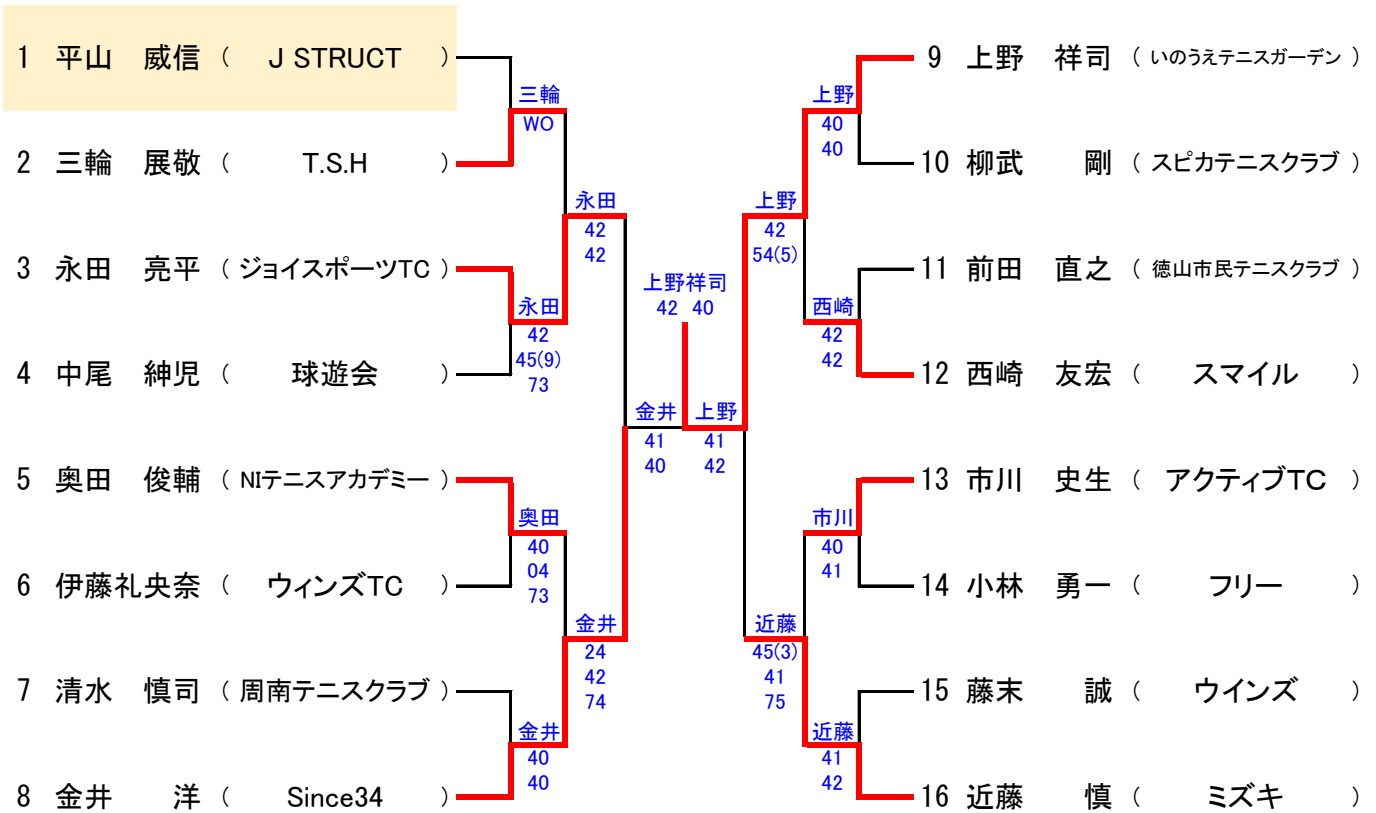 1 平山 威信 ( J STRUCT )
2 三輪 展敬 ( T.S.H )
3 永田 亮平 ( ジョイスポーツTC )
4 中尾 紳児 ( 球遊会 )
5 奥田 俊輔 ( NIテニスアカデミー )
6 伊藤礼央奈 ( ウィンズTC )
7 清水 慎司 ( 周南テニスクラブ )
8 金井 洋 ( Since34 )
三輪
WO
永田
42
45(9)
73
奥田
40
04
73
金井
40
40
永田
42
42
金井
24
42
74
金井
41
40
上野祥司
42 40
上野
41
42
上野
42
54(5)
近藤
45(3)
41
75
上野
40
40
西崎
42
42
市川
40
41
近藤
41
42
9 上野 祥司 ( いのうえテニスガーデン )
10 柳武 剛 ( スピカテニスクラブ )
11 前田 直之 ( 徳山市民テニスクラブ )
12 西崎 友宏 ( スマイル )
13 市川 史生 ( アクティブTC )
14 小林 勇一 ( フリー )
15 藤末 誠 ( ウインズ )
16 近藤 慎 ( ミズキ )